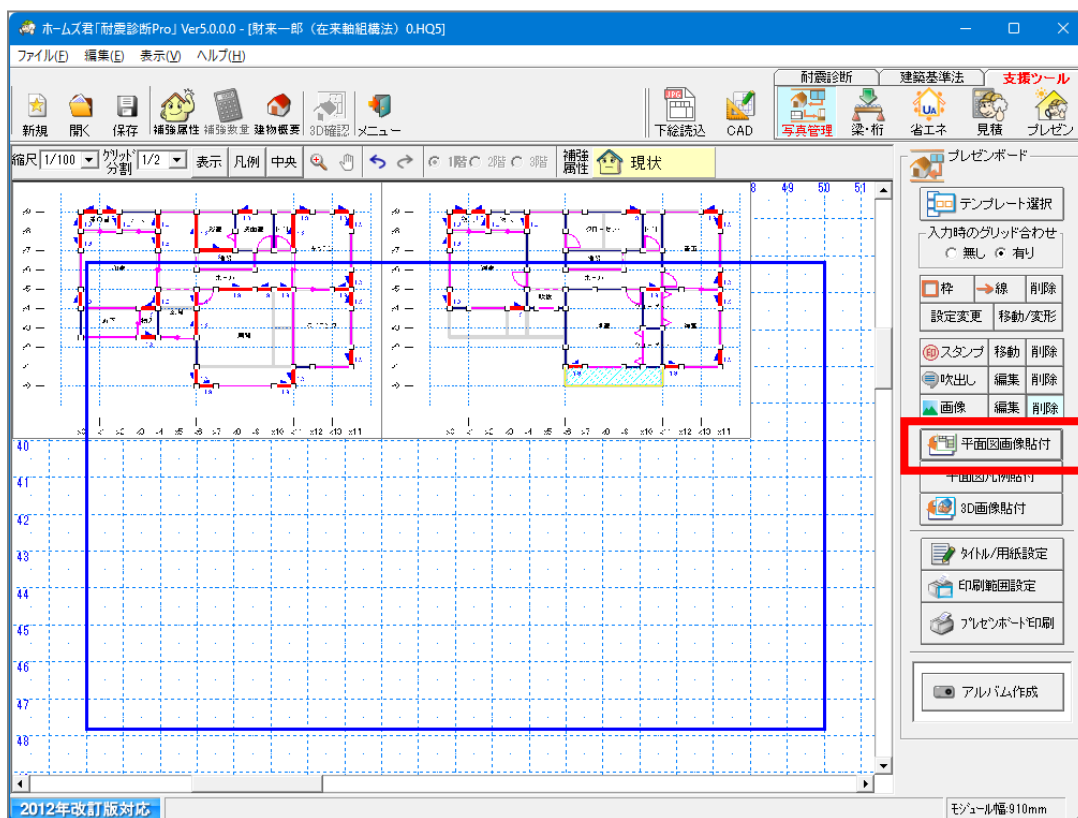 ホームズ君「耐震診断Pro」Ver5.0.0.0 - [財来一郎（在来軸組構法）0.HQ5]
ファイル(F) 編集(E) 表示(V) ヘルプ(H)
耐震診断 建築基準法 支援ツール
新規 開く 保存 補強属性 補強数量 建物概要 3D確認 メニュー
JPG
下絵読込 CAD 写真管理 梁・桁 省エネ 見積 プレゼン
UA
縮尺 1/100 グリッド分割 1/2 表示 凡例 中央 1階 2階 3階 補強属性 現状
プレゼンボード
テンプレート選択
入力時のグリッド合わせ
無し 有り
枠 線 削除
設定変更 移動/変形
印 スタンプ 移動 削除
吹出し 編集 削除
画像 編集 削除
平面図画像貼付
平面図凡例貼付
3D画像貼付
タイトル/用紙設定
印刷範囲設定
プレゼンボード印刷
アルバム作成
49 50 51
40
41
42
43
44
45
46
47
48
2012年改訂版対応
モジュール幅:910mm